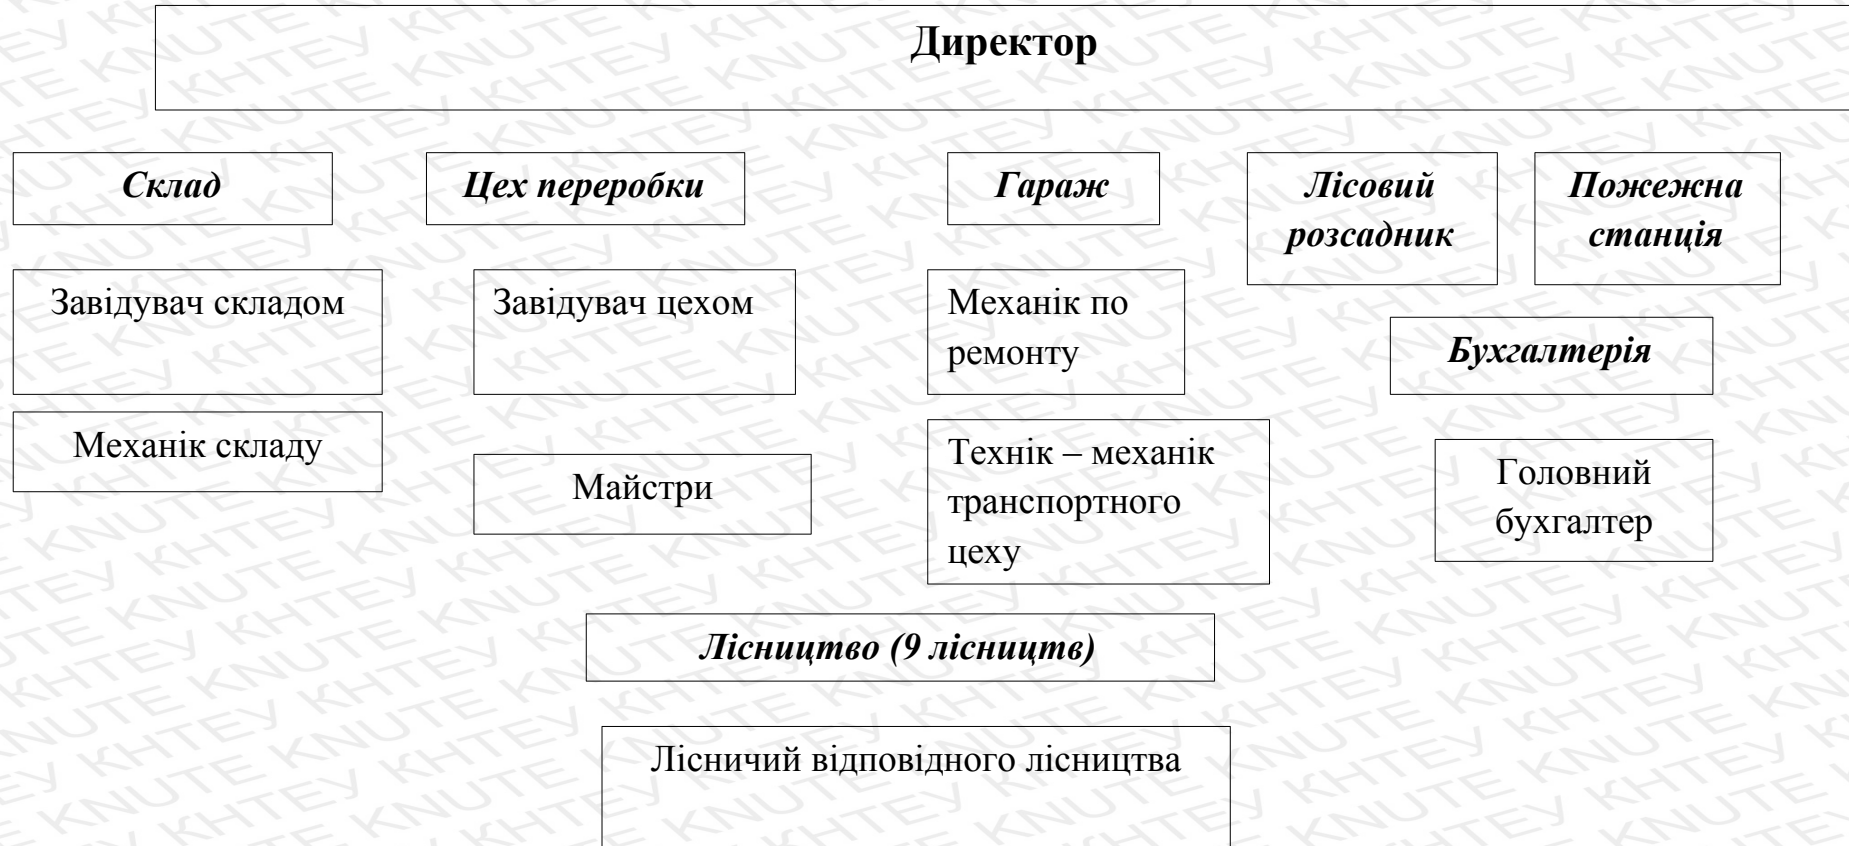 Директор
Склад
Цех переробки
Гараж
Лісовий
розсадник
Пожежна
станція
Завідувач складом
Завідувач цехом
Механік по
ремонту
Бухгалтерія
Механік складу
Майстри
Технік – механік
транспортного
цеху
Головний
бухгалтер
Лісництво (9 лісництв)
Лісничий відповідного лісництва